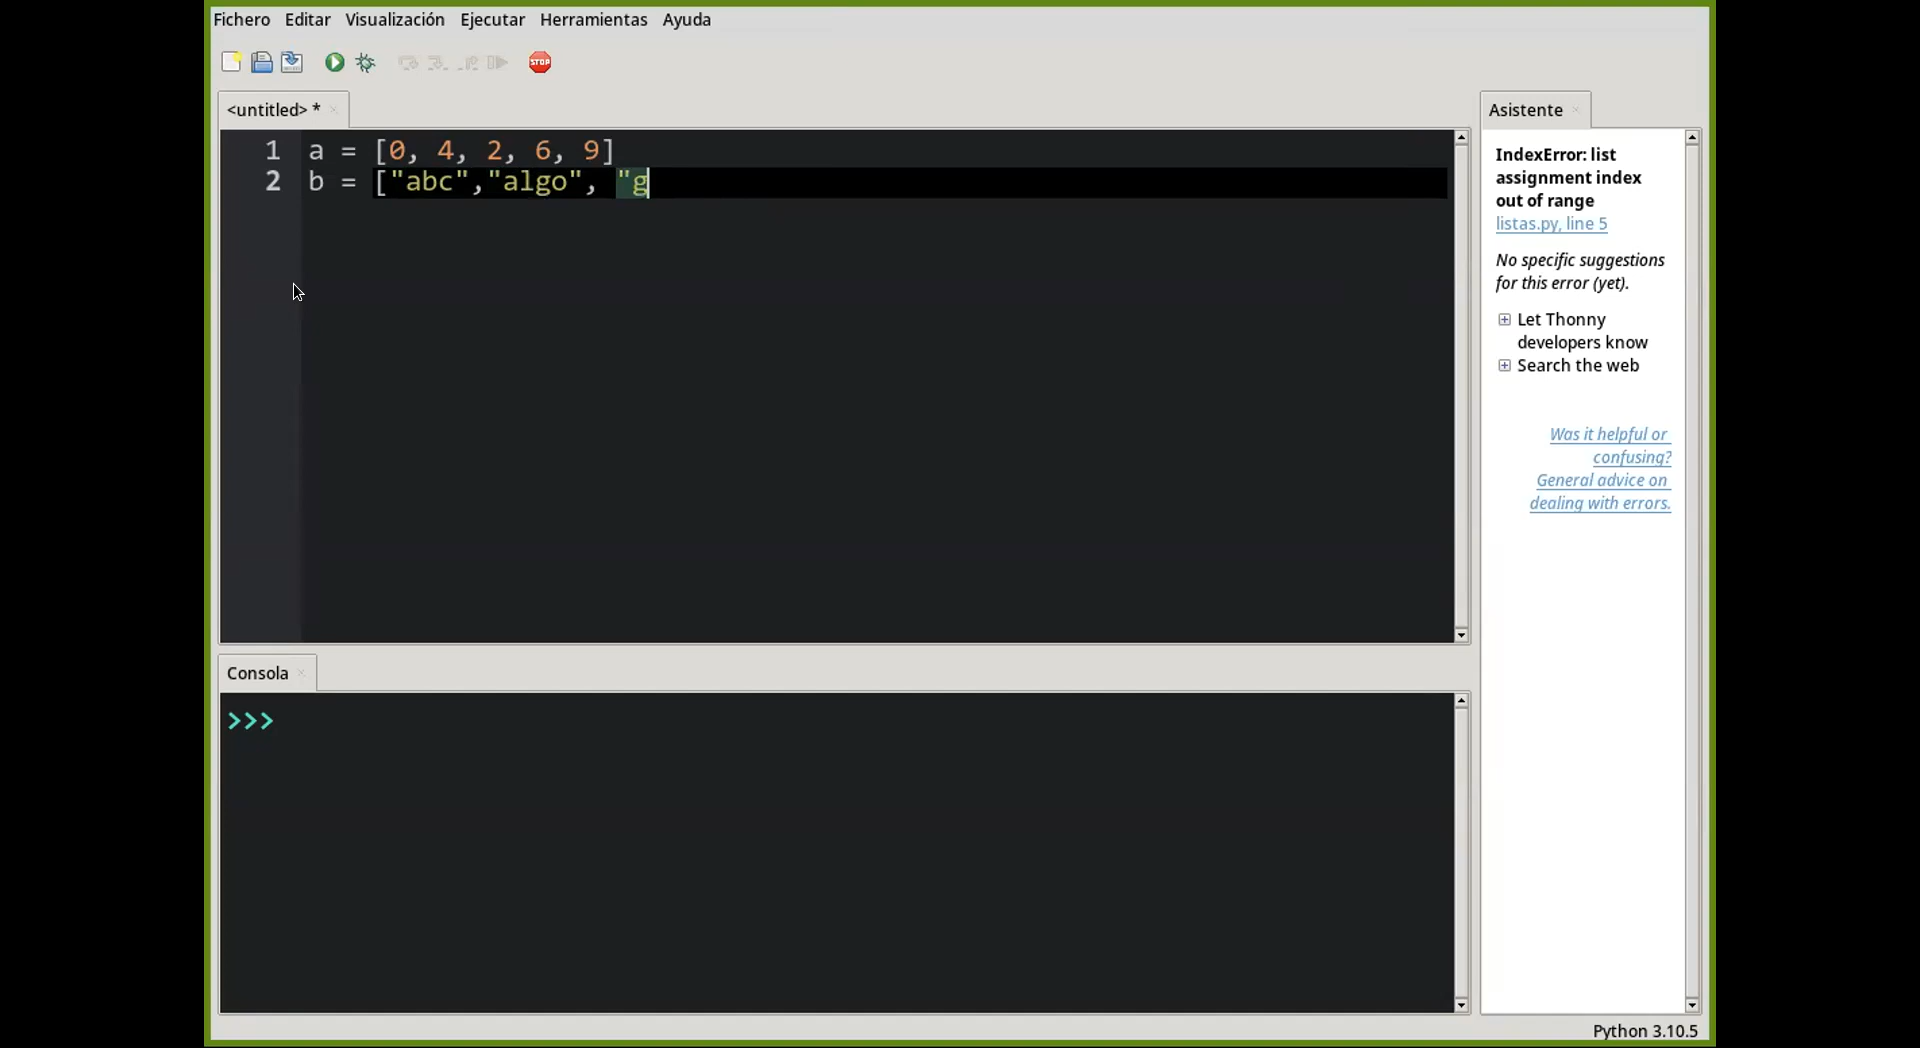 Fichero Editar Visualización Ejecutar Herramientas Ayuda
STOP
<untitled> *
1 a = [0, 4, 2, 6, 9]
2 b = ["abc","algo", "g
Consola
>>>
Asistente
IndexError: list
assignment index
out of range
listas.py, line 5
No specific suggestions
for this error (yet).
Let Thonny
developers know
Search the web
Was it helpful or
confusing?
General advice on
dealing with errors.
Python 3.10.5